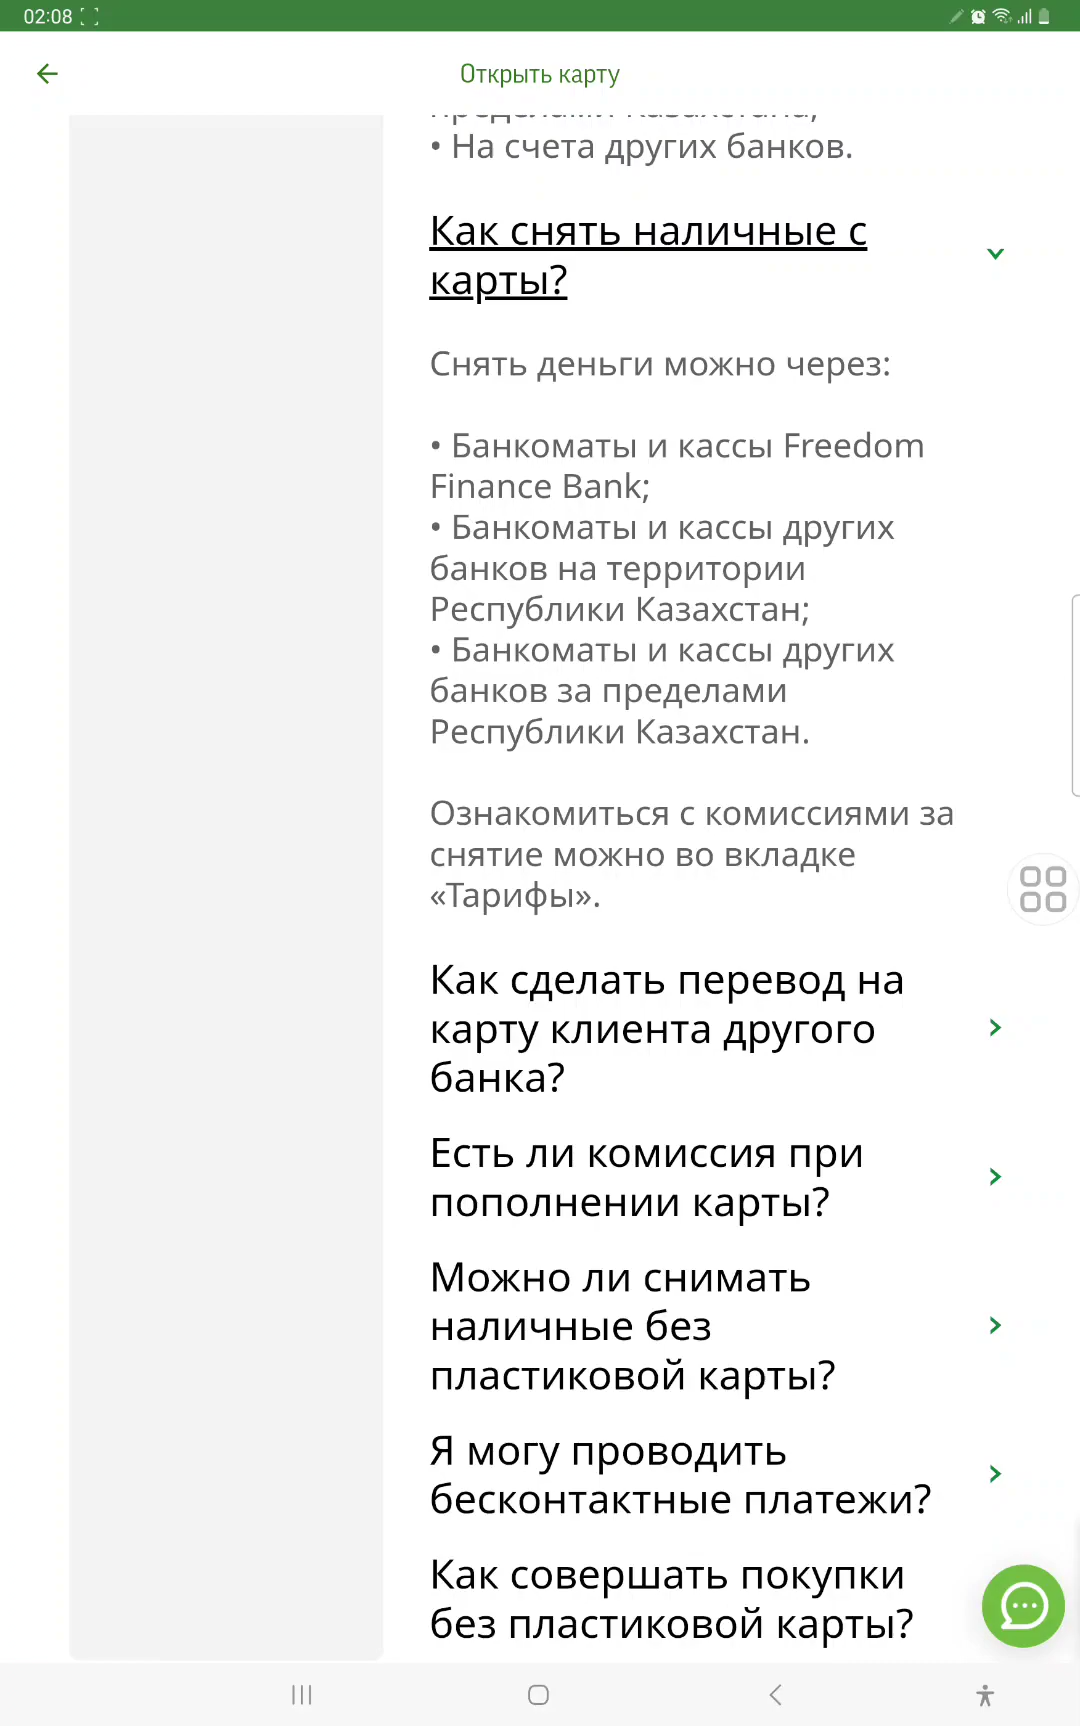 02:08
Открыть карту
пределами Казахстана;
• На счета других банков.
Как снять наличные с
карты?
Снять деньги можно через:
• Банкоматы и кассы Freedom
Finance Bank;
• Банкоматы и кассы других
банков на территории
Республики Казахстан;
• Банкоматы и кассы других
банков за пределами
Республики Казахстан.
Ознакомиться с комиссиями за
снятие можно во вкладке
«Тарифы».
Как сделать перевод на
карту клиента другого
банка?
Есть ли комиссия при
пополнении карты?
Можно ли снимать
наличные без
пластиковой карты?
Я могу проводить
бесконтактные платежи?
Как совершать покупки
без пластиковой карты?